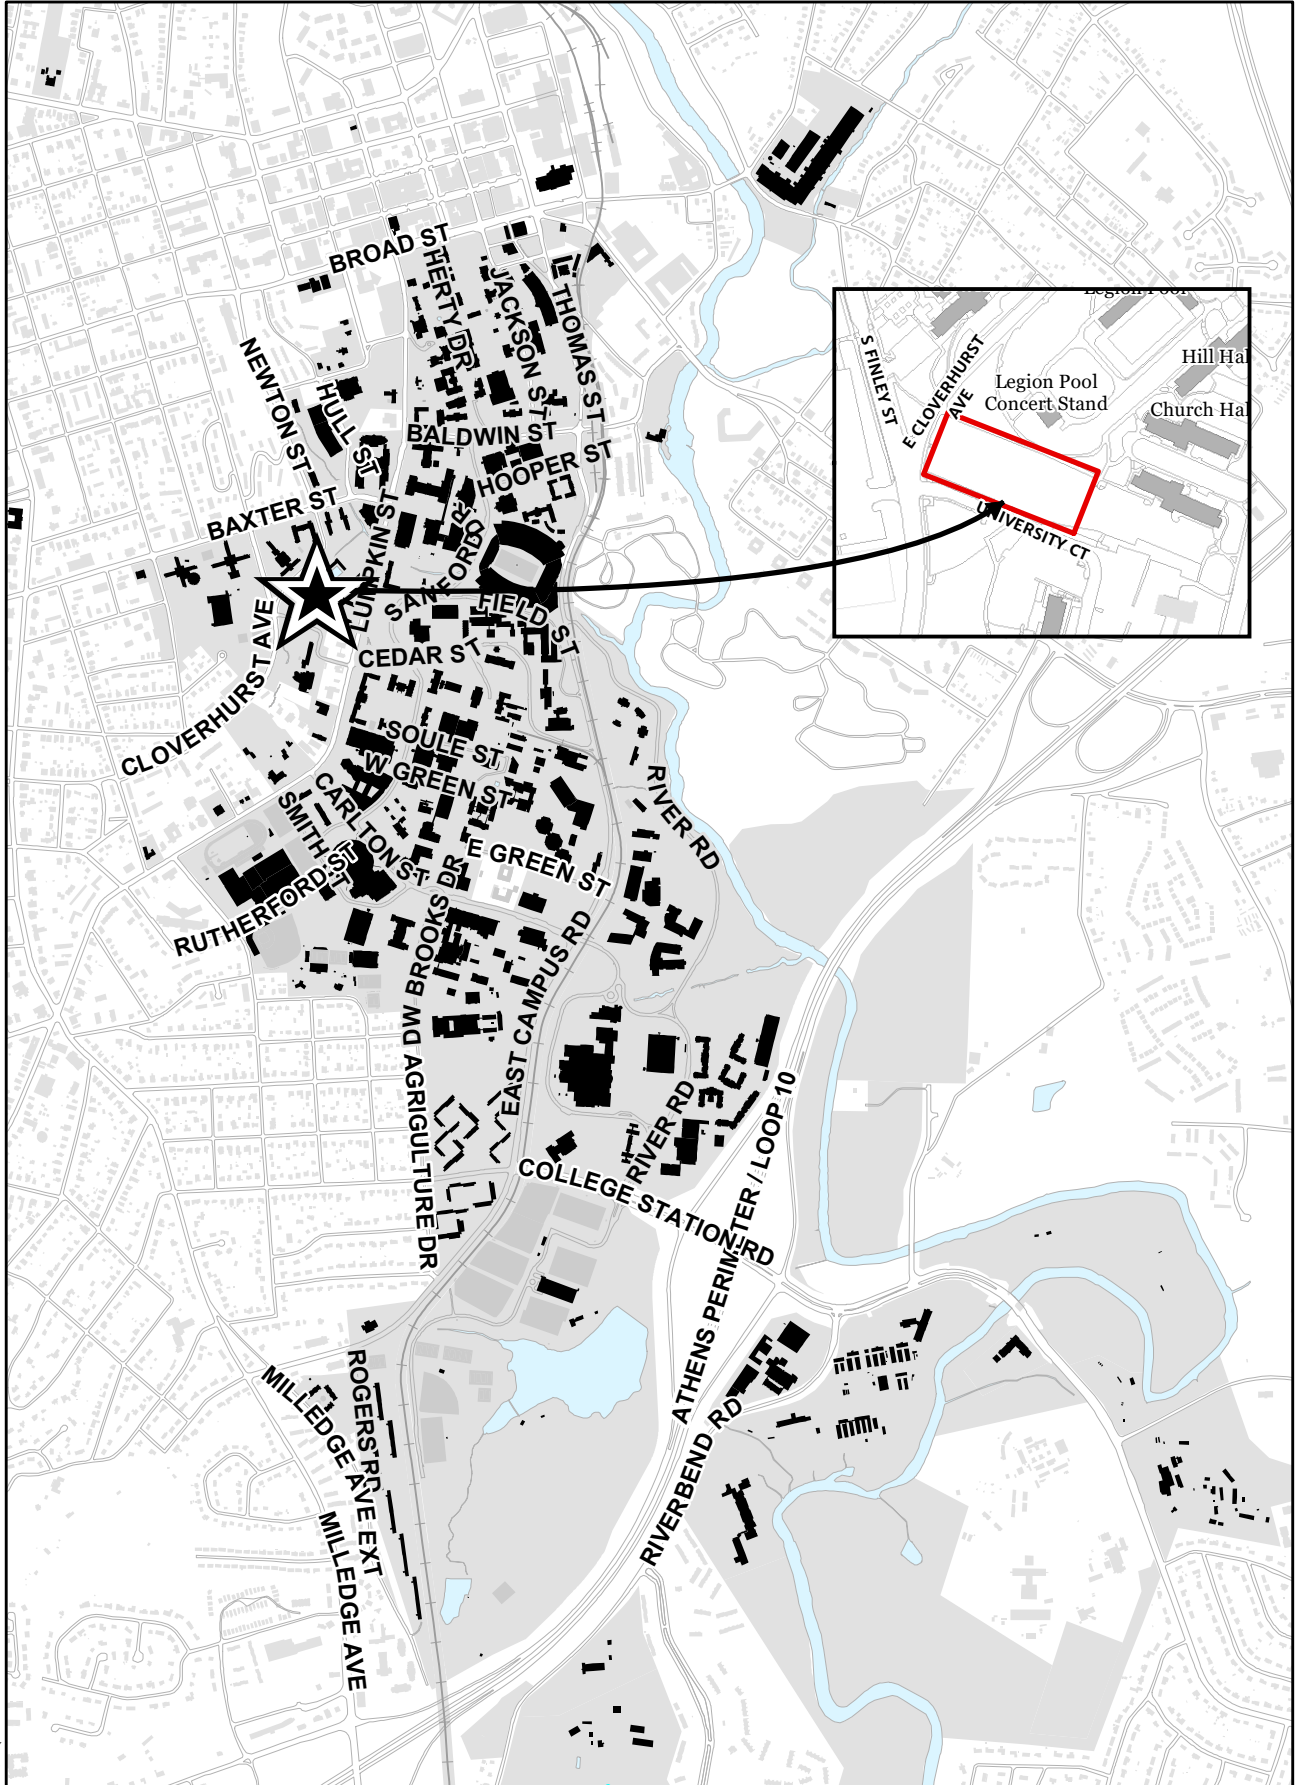 BROAD ST
HERTY DR
JACKSON ST
THOMAS ST
NEWTON ST
HULL ST
BALDWIN ST
HOOPER ST
BAXTER ST
LUMPKIN ST
SANFORD DR
FIELD ST
CEDAR ST
CLOVERHURST AVE
SOULE ST
W GREEN ST
CARLTON ST
SMITH ST
E GREEN ST
RIVER RD
RUTHERFORD ST
DW BROOKS DR
EAST CAMPUS RD
AGRIGULTURE DR
RIVER RD
COLLEGE STATION RD
ATHENS PERIMETER / LOOP 10
RIVERBEND RD
ROGERS RD
MILLEDGE AVE EXT
MILLEDGE AVE
Legion Pool
S FINLEY ST
E CLOVERHURST
AVE
Legion Pool
Concert Stand
Hill Hal
Church Hal
UNIVERSITY CT